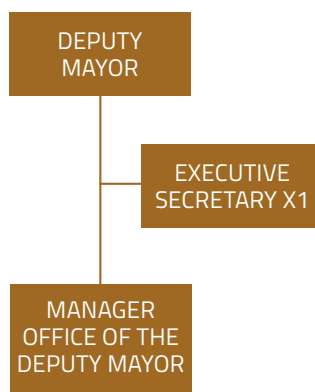 DEPUTY
MAYOR
EXECUTIVE
SECRETARY X1
MANAGER
OFFICE OF THE
DEPUTY MAYOR